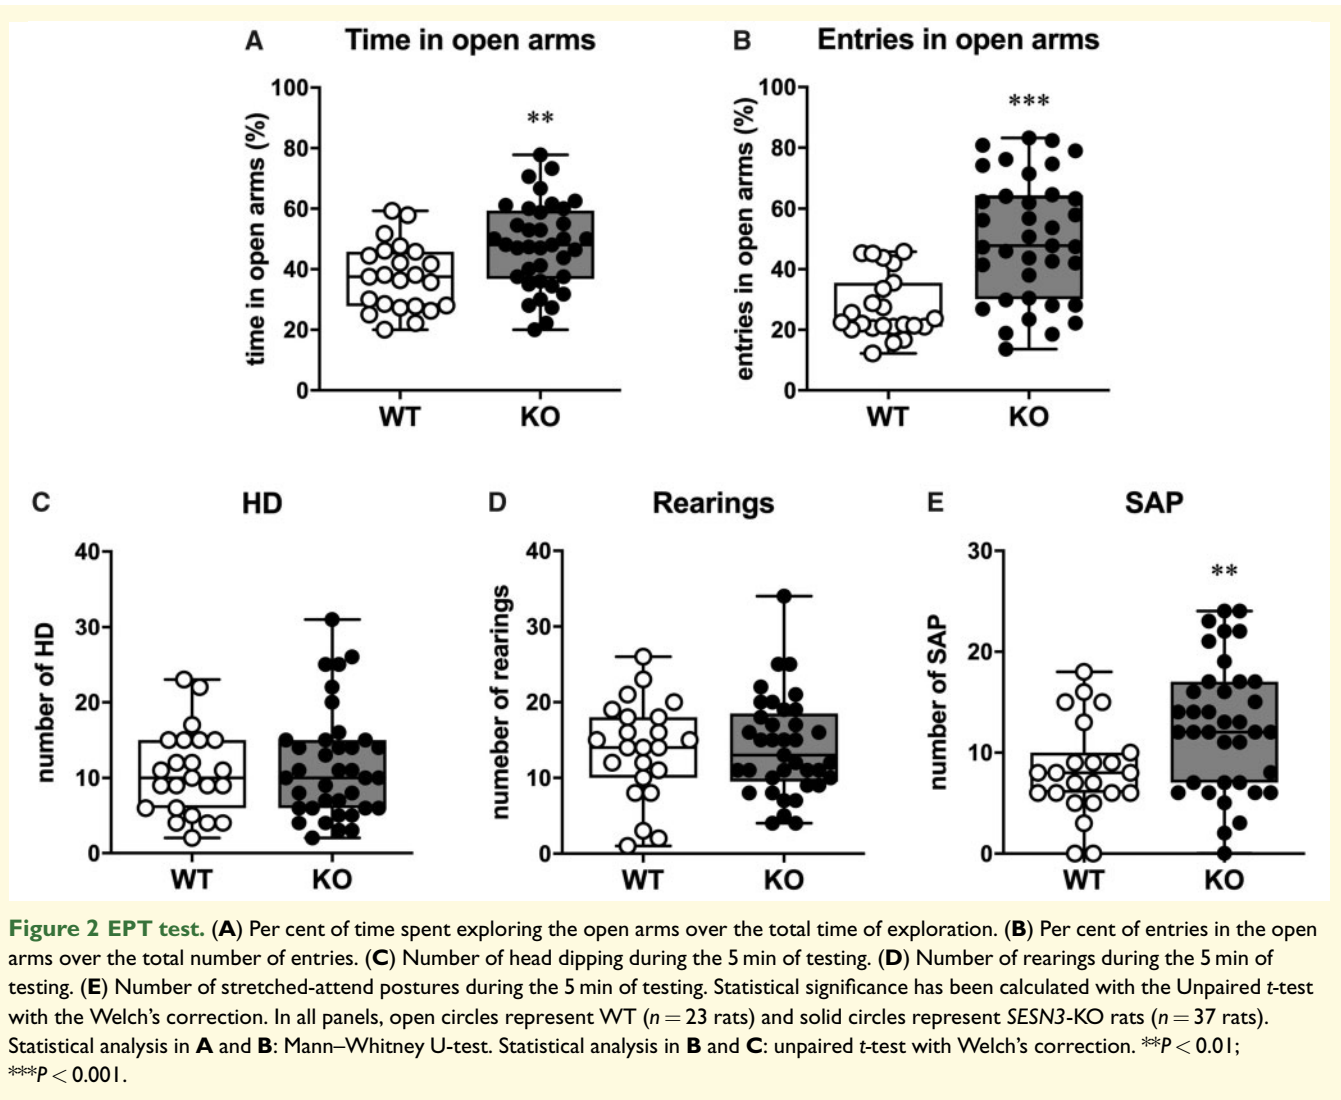 A Time in open arms
time in open arms (%)
100
80
60
40
20
0
**
WT KO
B Entries in open arms
entries in open arms (%)
100
80
60
40
20
0
***
WT KO
C HD
number of HD
40
30
20
10
0
WT KO
D Rearings
numeber of rearings
40
30
20
10
0
WT KO
E SAP
number of SAP
30
20
10
0
**
WT KO
Figure 2 EPT test. (A) Per cent of time spent exploring the open arms over the total time of exploration. (B) Per cent of entries in the open
arms over the total number of entries. (C) Number of head dipping during the 5 min of testing. (D) Number of rearings during the 5 min of
testing. (E) Number of stretched-attend postures during the 5 min of testing. Statistical significance has been calculated with the Unpaired t-test
with the Welch's correction. In all panels, open circles represent WT (n = 23 rats) and solid circles represent SESN3-KO rats (n = 37 rats).
Statistical analysis in A and B: Mann–Whitney U-test. Statistical analysis in B and C: unpaired t-test with Welch's correction. **P < 0.01;
***P < 0.001.